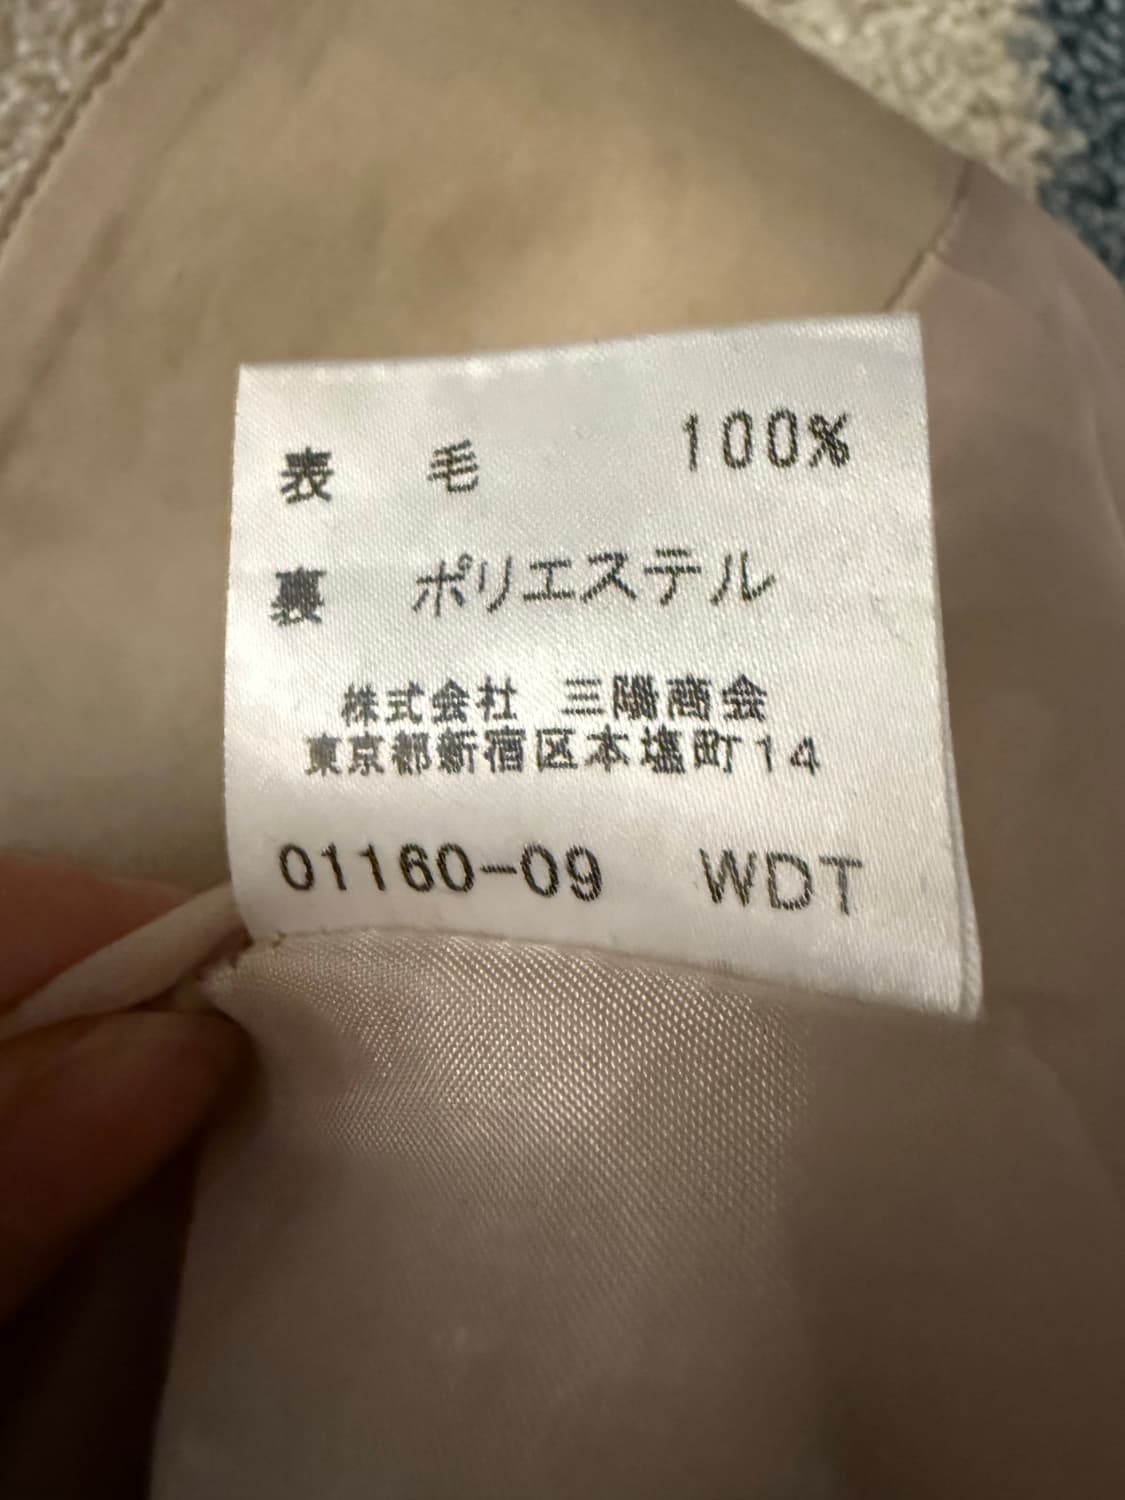 表 毛 100%
裏 ポリエステル
株式会社 三陽商会
東京都新宿区本塩町14
01160-09 WDT